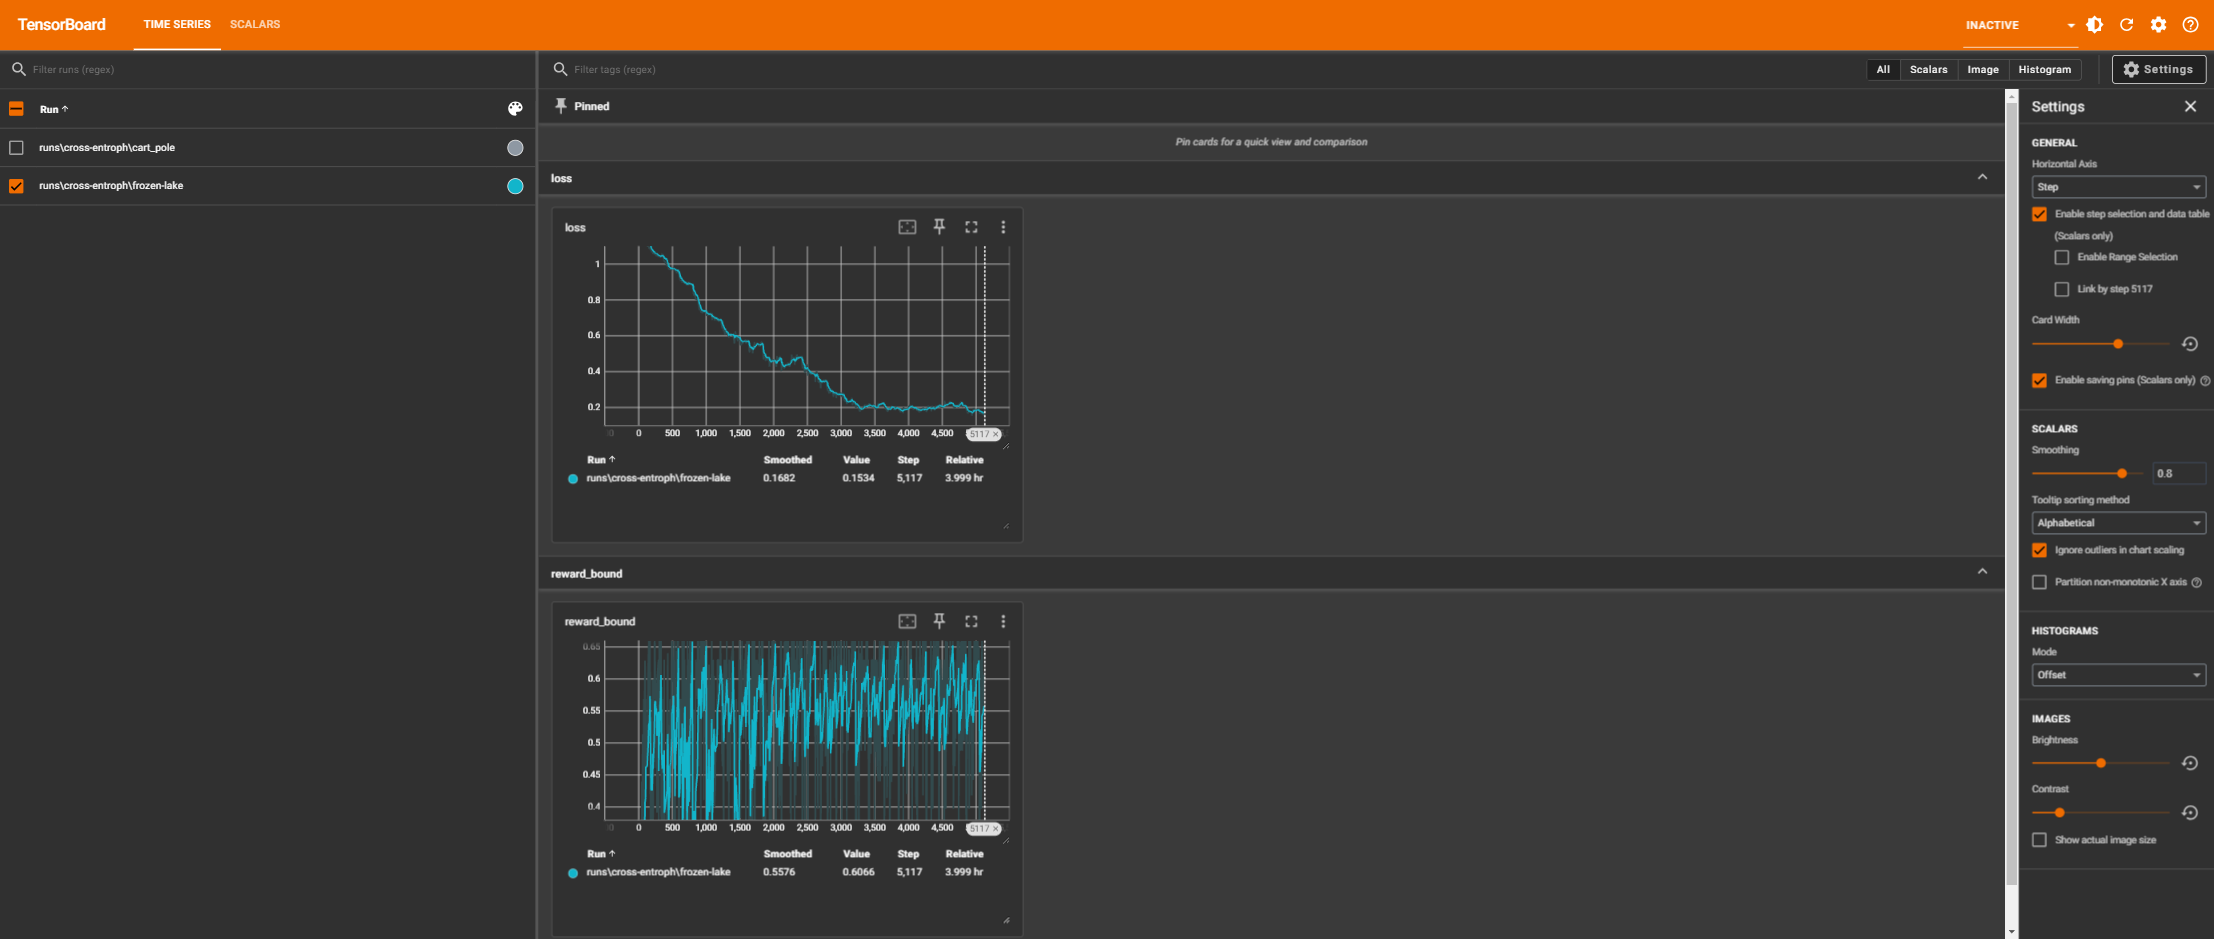 TensorBoard
TIME SERIES
SCALARS
INACTIVE
Filter runs (regex)
Filter tags (regex)
All
Scalars
Image
Histogram
Settings
Run ↑
runs\cross-entroph\cart_pole
runs\cross-entroph\frozen-lake
Pinned
Pin cards for a quick view and comparison
loss
loss
1
0.8
0.6
0.4
0.2
0 500 1,000 1,500 2,000 2,500 3,000 3,500 4,000 4,500 5117 ×
Run ↑ Smoothed Value Step Relative
runs\cross-entroph\frozen-lake 0.1682 0.1534 5,117 3.999 hr
reward_bound
reward_bound
0.65
0.6
0.55
0.5
0.45
0.4
0 500 1,000 1,500 2,000 2,500 3,000 3,500 4,000 4,500 5117 ×
Run ↑ Smoothed Value Step Relative
runs\cross-entroph\frozen-lake 0.5576 0.6066 5,117 3.999 hr
Settings
GENERAL
Horizontal Axis
Step
Enable step selection and data table
(Scalars only)
Enable Range Selection
Link by step 5117
Card Width
Enable saving pins (Scalars only)
SCALARS
Smoothing
0.8
Tooltip sorting method
Alphabetical
Ignore outliers in chart scaling
Partition non-monotonic X axis
HISTOGRAMS
Mode
Offset
IMAGES
Brightness
Contrast
Show actual image size